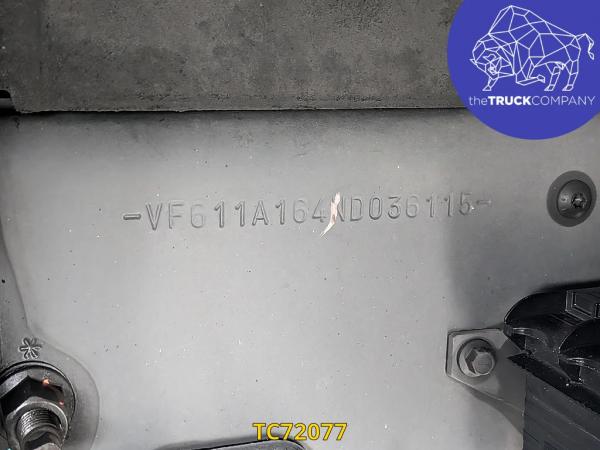 theTRUCKCOMPANY
-VF611A164ND036115-
TC72077